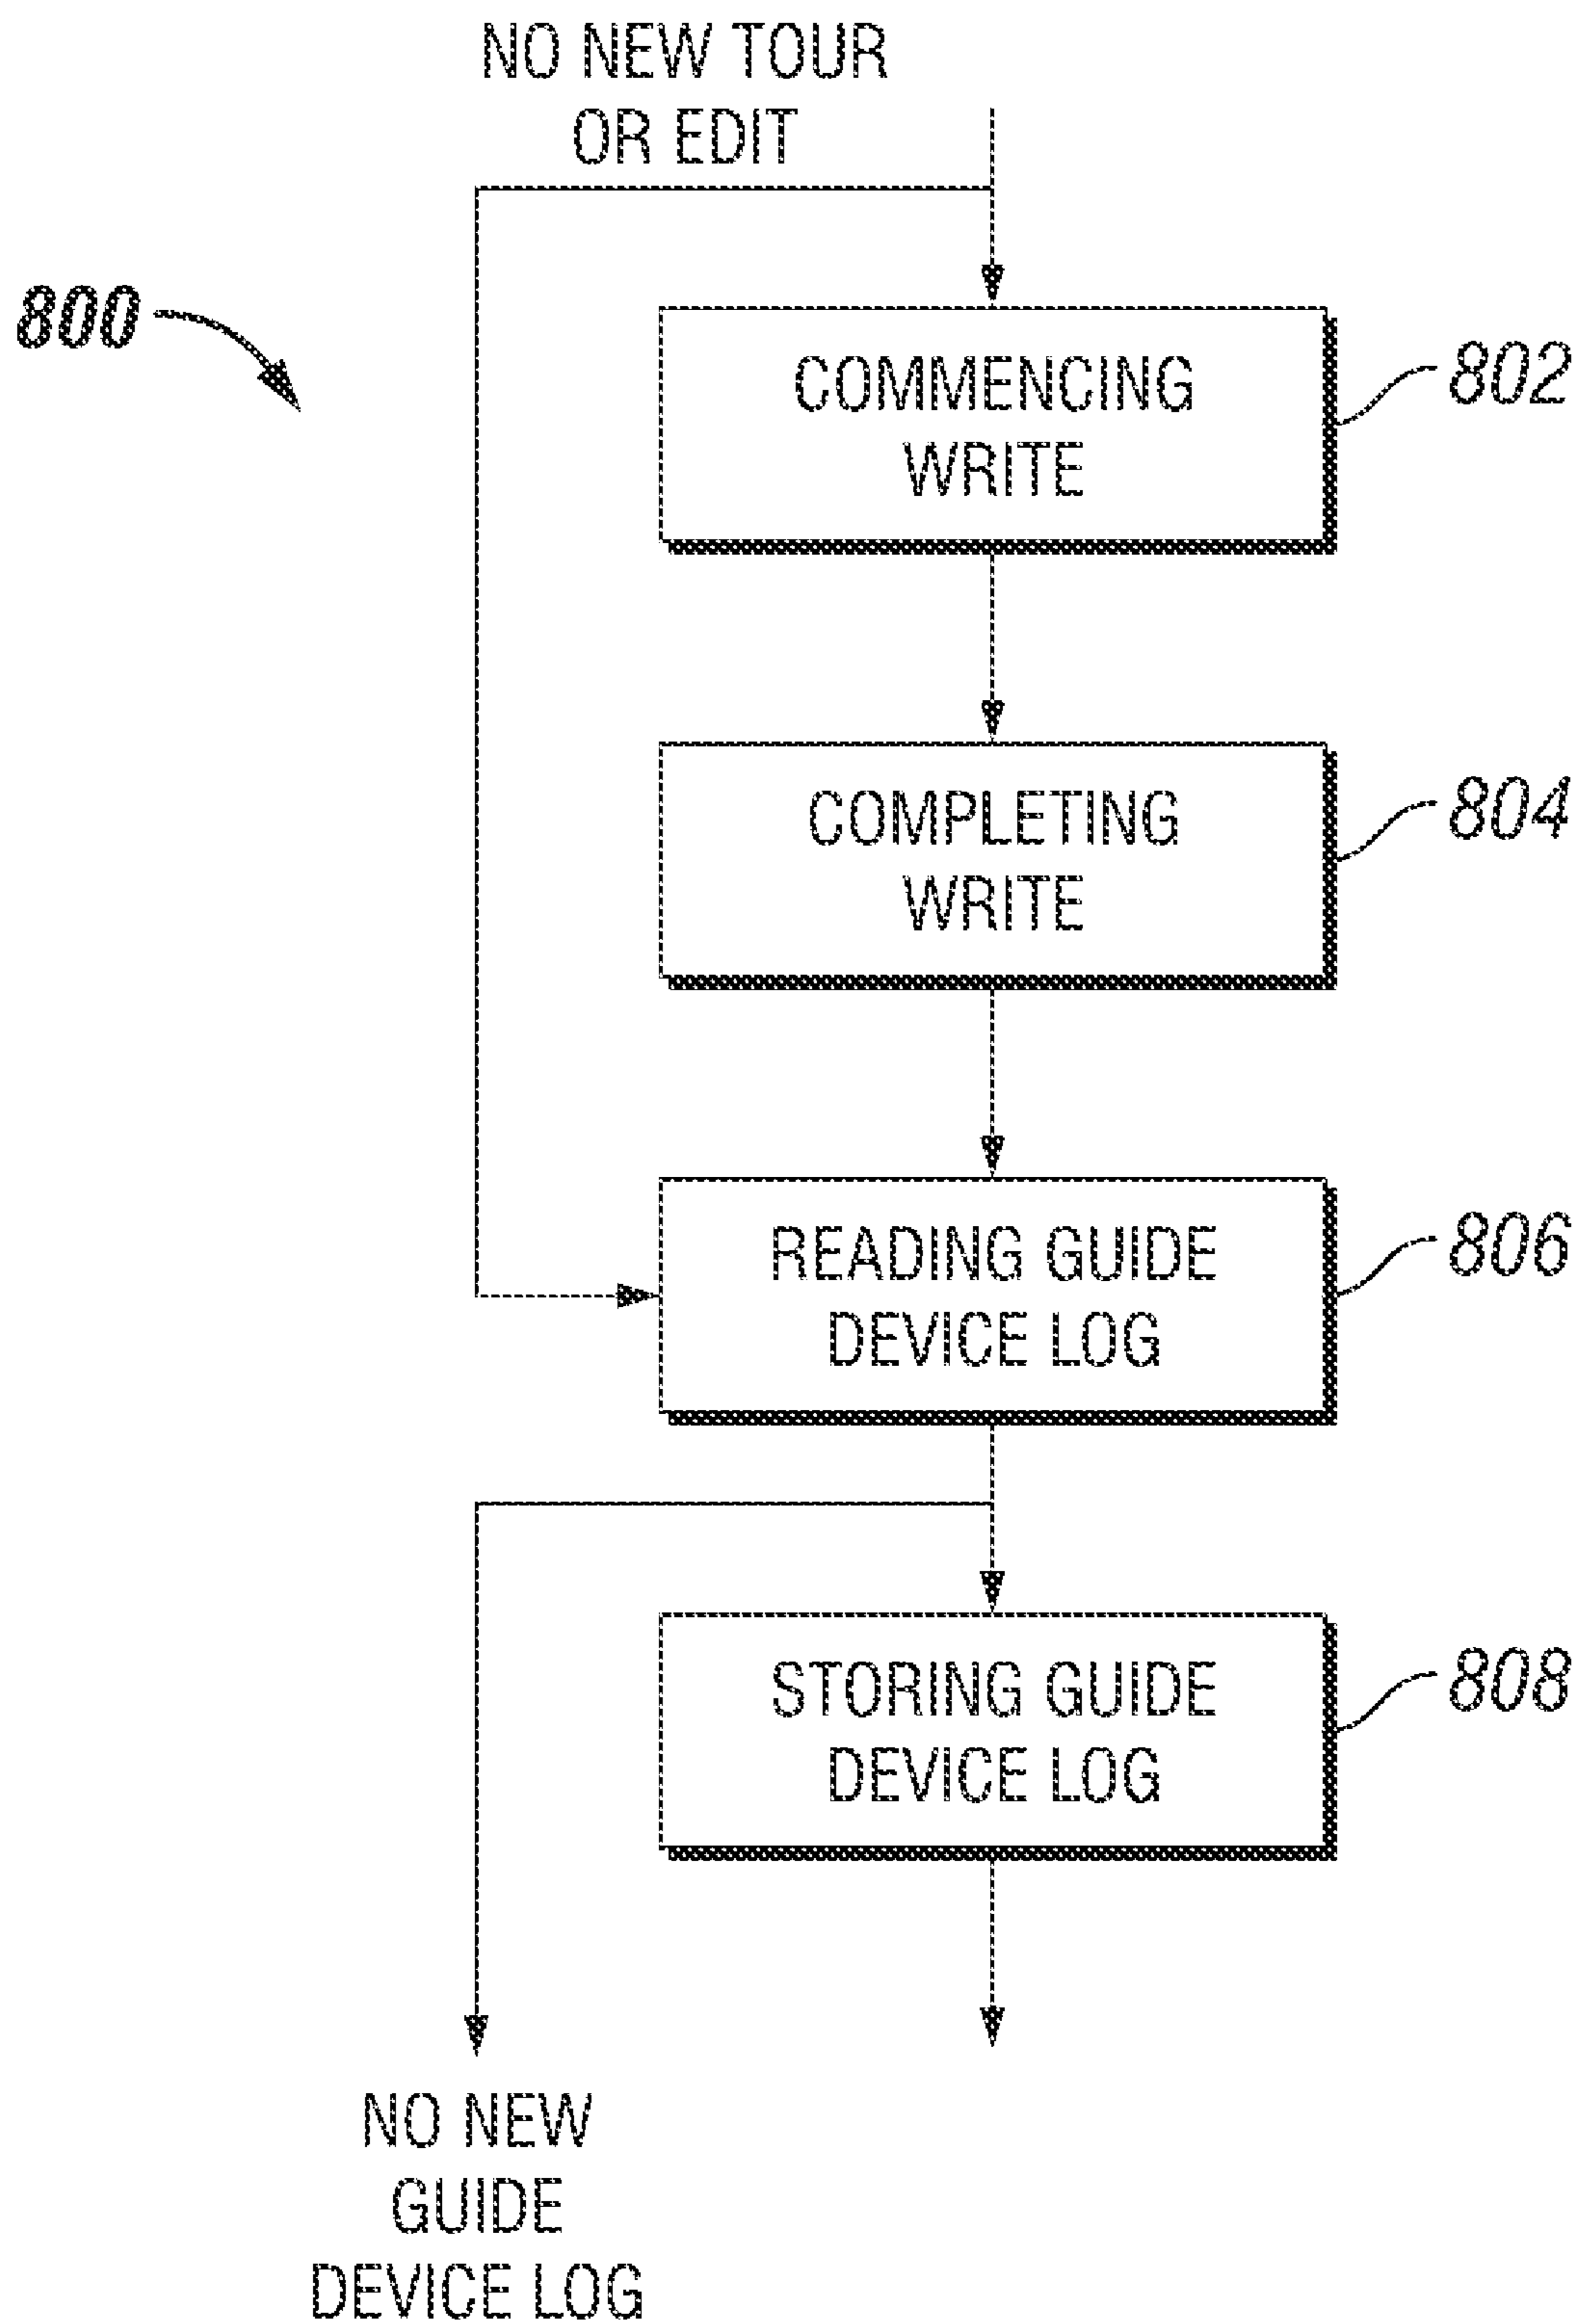 NO NEW TOUR
OR EDIT
800
COMMENCING
WRITE
802
COMPLETING
WRITE
804
READING GUIDE
DEVICE LOG
806
STORING GUIDE
DEVICE LOG
808
NO NEW
GUIDE
DEVICE LOG